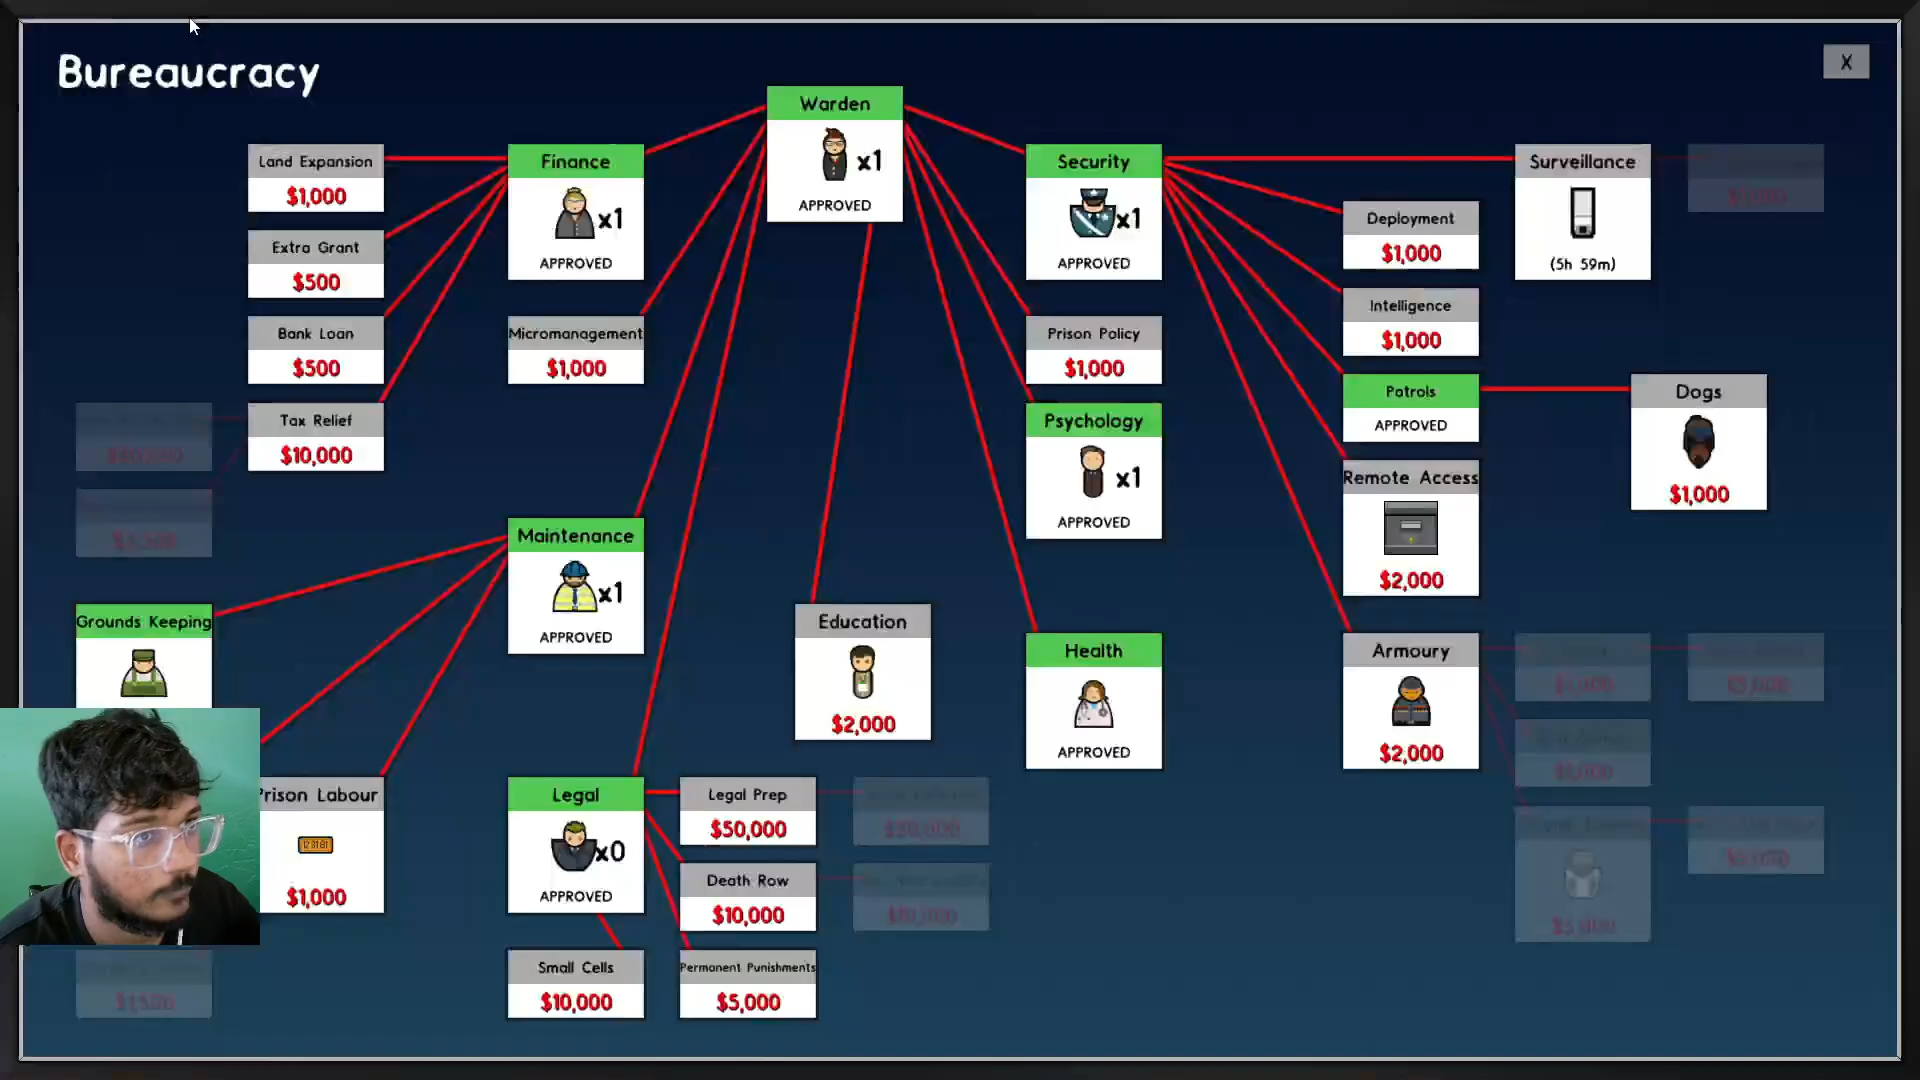 Bureaucracy
X
Warden
x1
APPROVED
Land Expansion
$1,000
Finance
x1
APPROVED
Security
x1
APPROVED
Surveillance
(5h 59m)
Extra Grant
$500
Deployment
$1,000
Bank Loan
$500
Micromanagement
$1,000
Prison Policy
$1,000
Intelligence
$1,000
Tax Relief
$10,000
Psychology
x1
APPROVED
Patrols
APPROVED
Dogs
$1,000
Remote Access
$2,000
Maintenance
x1
APPROVED
Grounds Keeping
Education
$2,000
Health
APPROVED
Armoury
$2,000
Prison Labour
$1,000
Legal
x0
APPROVED
Legal Prep
$50,000
Death Row
$10,000
Small Cells
$10,000
Permanent Punishments
$5,000